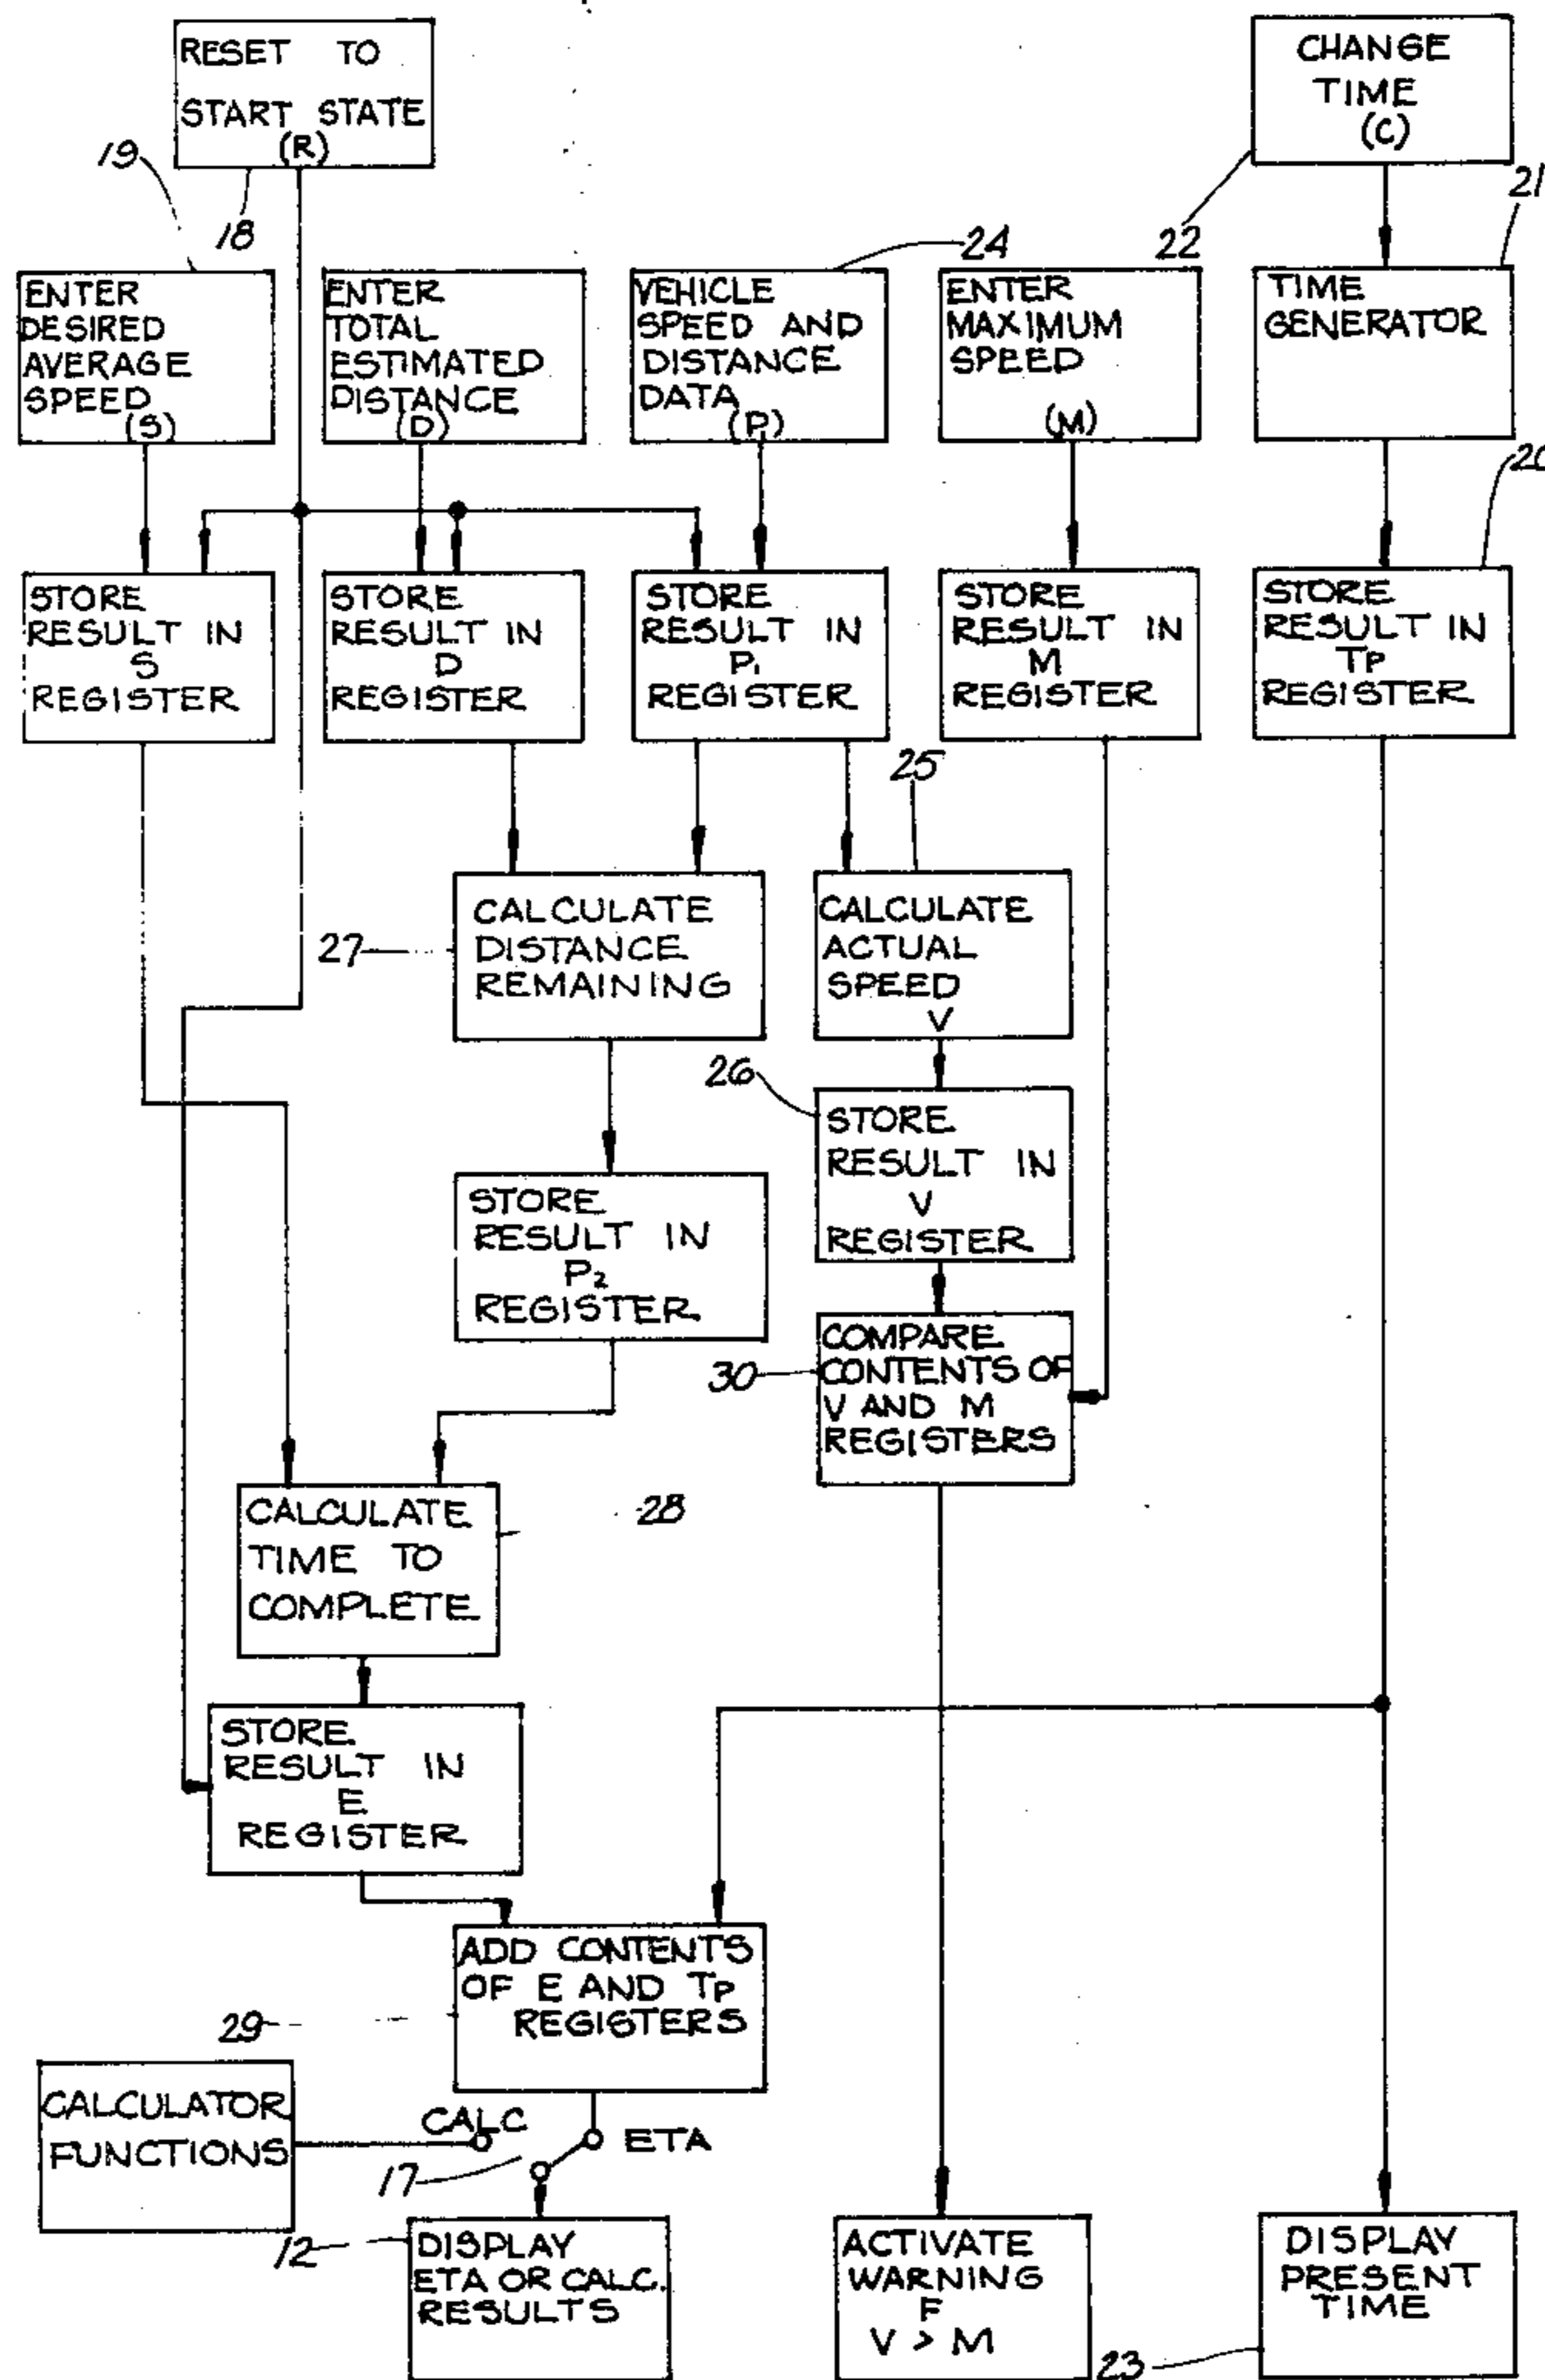 RESET TO
START STATE
(R)
18
CHANGE
TIME
(C)
22
19
ENTER
DESIRED
AVERAGE
SPEED
(S)
ENTER
TOTAL
ESTIMATED
DISTANCE
(D)
24
VEHICLE
SPEED AND
DISTANCE
DATA
(P)
ENTER
MAXIMUM
SPEED
(M)
21
TIME
GENERATOR
20
STORE
RESULT IN
S
REGISTER
STORE
RESULT IN
D
REGISTER
STORE
RESULT IN
P1
REGISTER
STORE
RESULT IN
M
REGISTER
STORE
RESULT IN
TP
REGISTER
27
CALCULATE
DISTANCE
REMAINING
25
CALCULATE
ACTUAL
SPEED
V
26
STORE
RESULT IN
V
REGISTER
STORE
RESULT IN
P2
REGISTER
30
COMPARE
CONTENTS OF
V AND M
REGISTERS
28
CALCULATE
TIME TO
COMPLETE
STORE
RESULT IN
E
REGISTER
29
ADD CONTENTS
OF E AND TP
REGISTERS
CALCULATOR
FUNCTIONS
CALC
ETA
17
12
DISPLAY
ETA OR CALC.
RESULTS
ACTIVATE
WARNING
F
V > M
23
DISPLAY
PRESENT
TIME